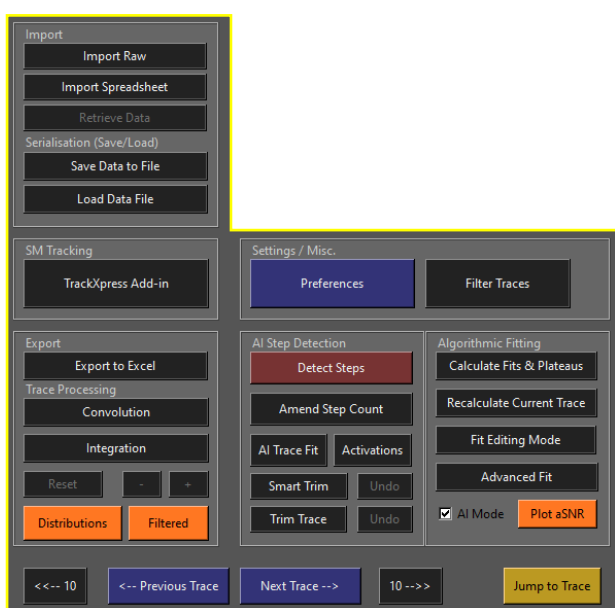 Import
Import Raw
Import Spreadsheet
Retrieve Data
Serialisation (Save/Load)
Save Data to File
Load Data File
SM Tracking
TrackXpress Add-in
Settings / Misc.
Preferences
Filter Traces
Export
Export to Excel
Trace Processing
Convolution
Integration
Reset
-
+
Distributions
Filtered
AI Step Detection
Detect Steps
Amend Step Count
AI Trace Fit
Activations
Smart Trim
Undo
Trim Trace
Undo
Algorithmic Fitting
Calculate Fits & Plateaus
Recalculate Current Trace
Fit Editing Mode
Advanced Fit
AI Mode
Plot aSNR
<<-- 10
<-- Previous Trace
Next Trace -->
10 -->>
Jump to Trace